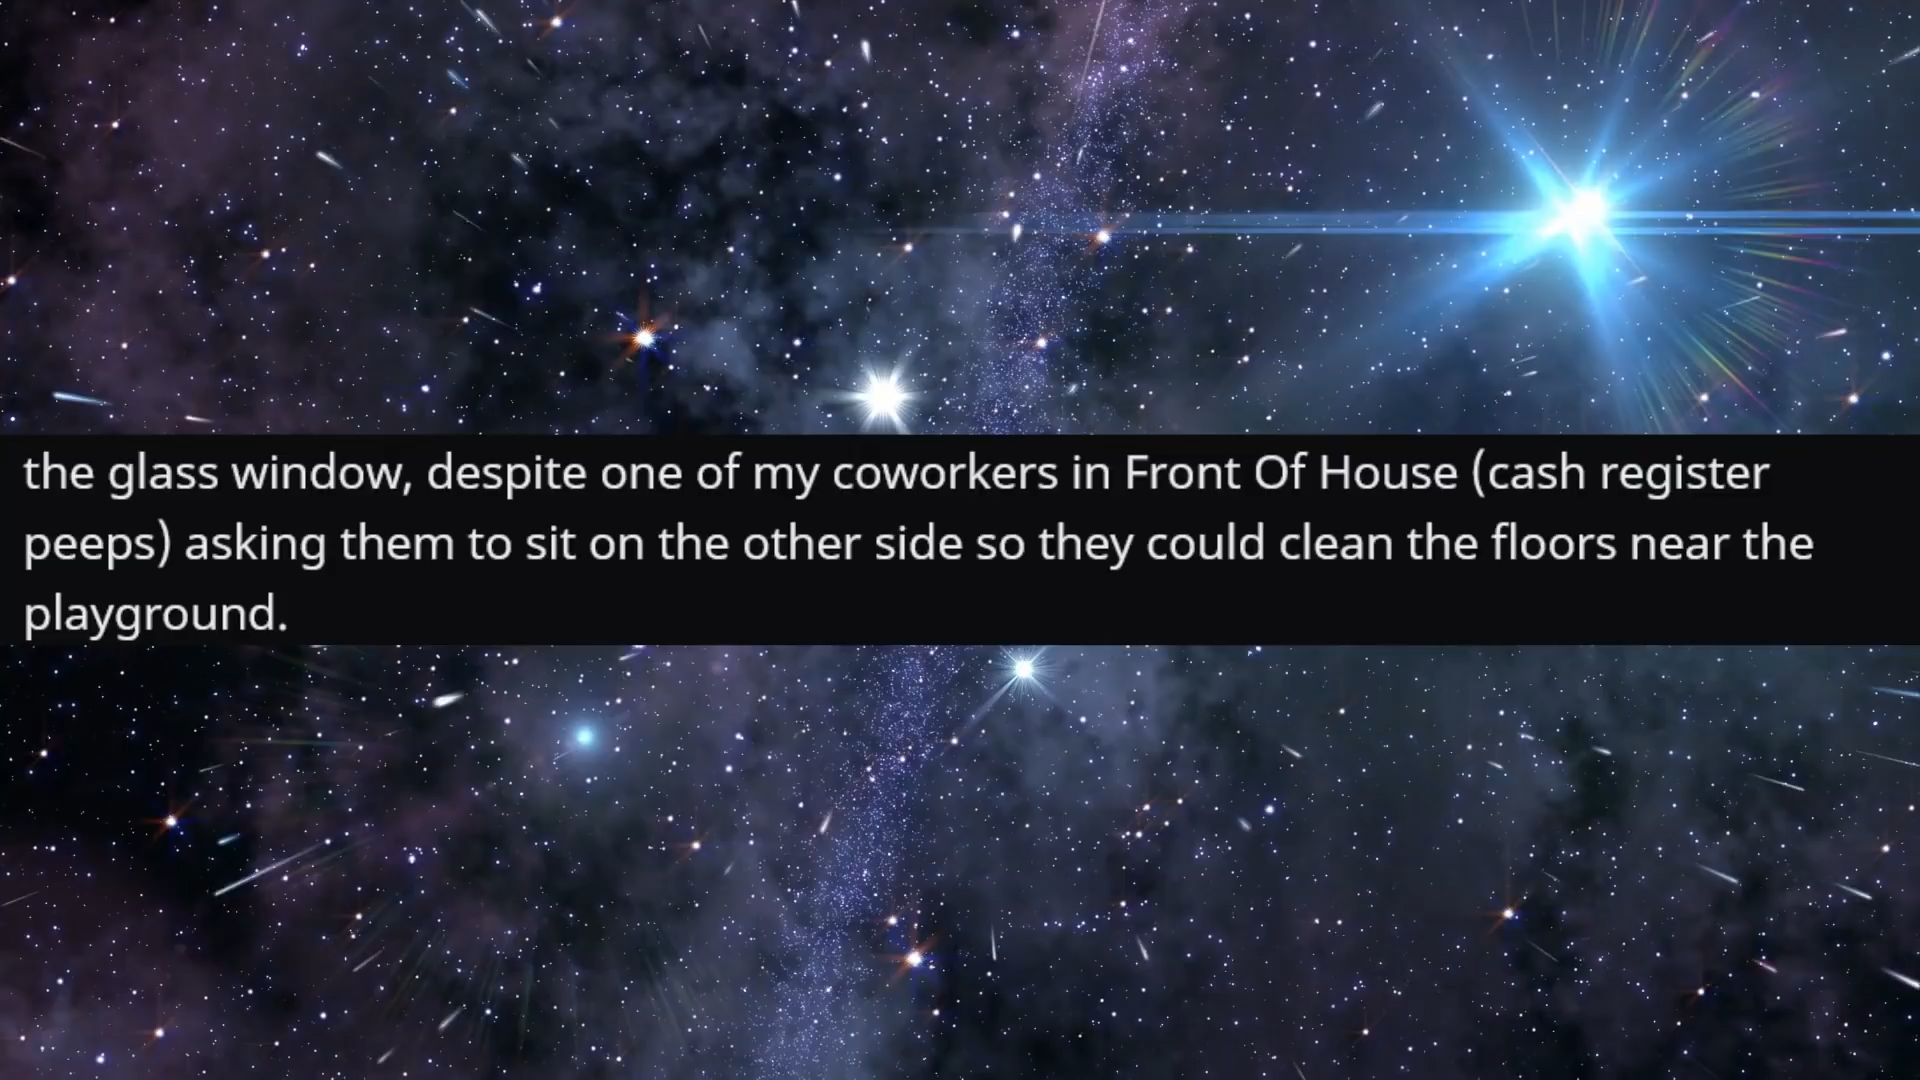 the glass window, despite one of my coworkers in Front Of House (cash register
peeps) asking them to sit on the other side so they could clean the floors near the
playground.